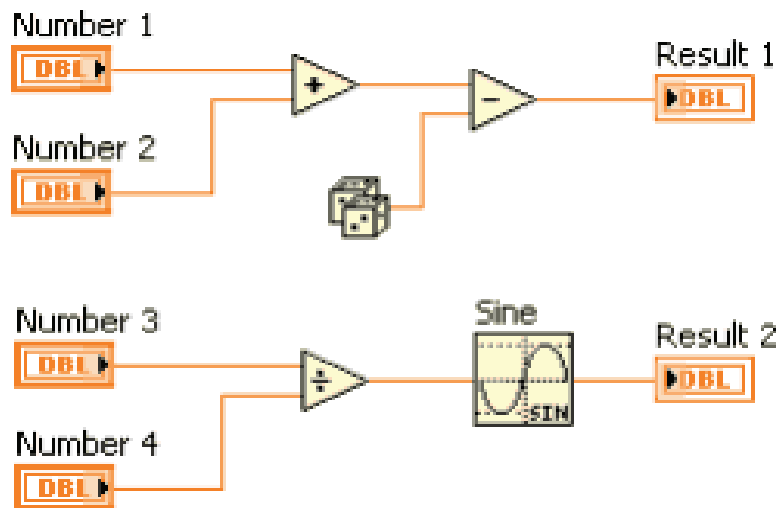 Number 1
DBL
+
−
Result 1
DBL
Number 2
DBL
Number 3
DBL
÷
Sine
SIN
Result 2
DBL
Number 4
DBL